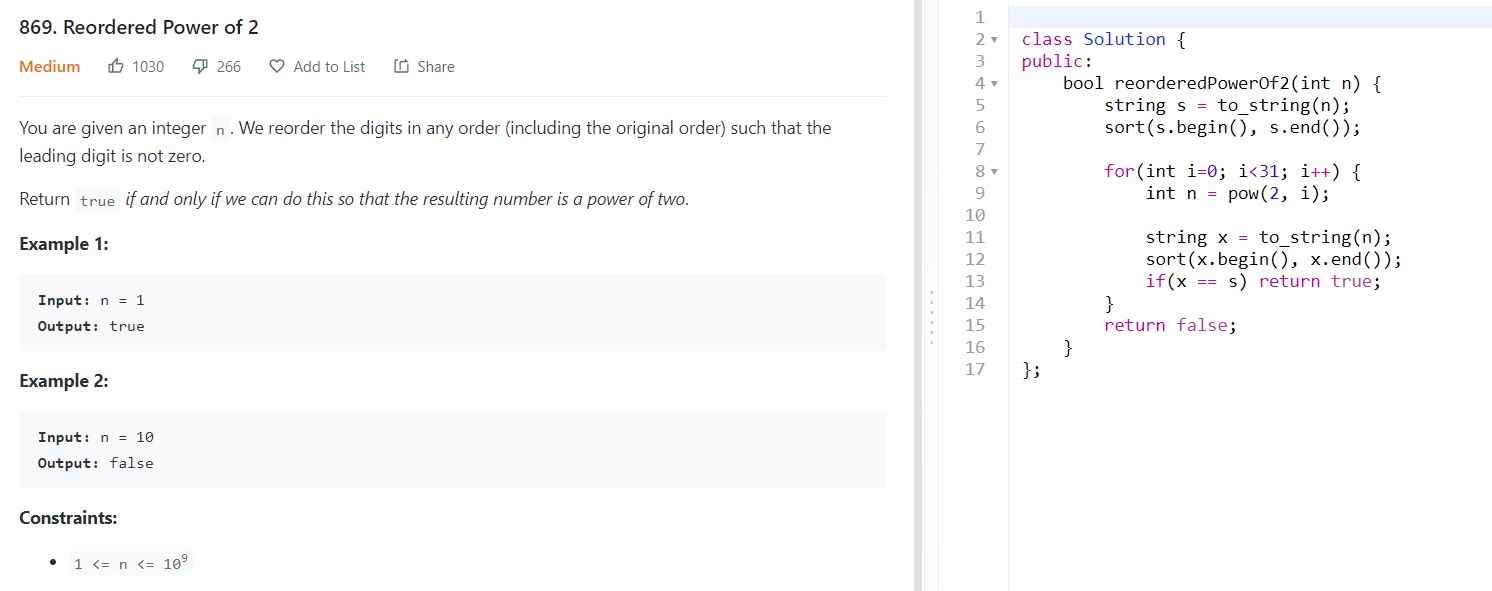 869. Reordered Power of 2
Medium 1030 266 Add to List Share
You are given an integer n. We reorder the digits in any order (including the original order) such that the
leading digit is not zero.
Return true if and only if we can do this so that the resulting number is a power of two.
Example 1:
Input: n = 1
Output: true
Example 2:
Input: n = 10
Output: false
Constraints:
• 1 <= n <= 10⁹
1
2 class Solution {
3 public:
4     bool reorderedPowerOf2(int n) {
5         string s = to_string(n);
6         sort(s.begin(), s.end());
7
8         for(int i=0; i<31; i++) {
9             int n = pow(2, i);
10
11             string x = to_string(n);
12             sort(x.begin(), x.end());
13             if(x == s) return true;
14         }
15         return false;
16     }
17 };